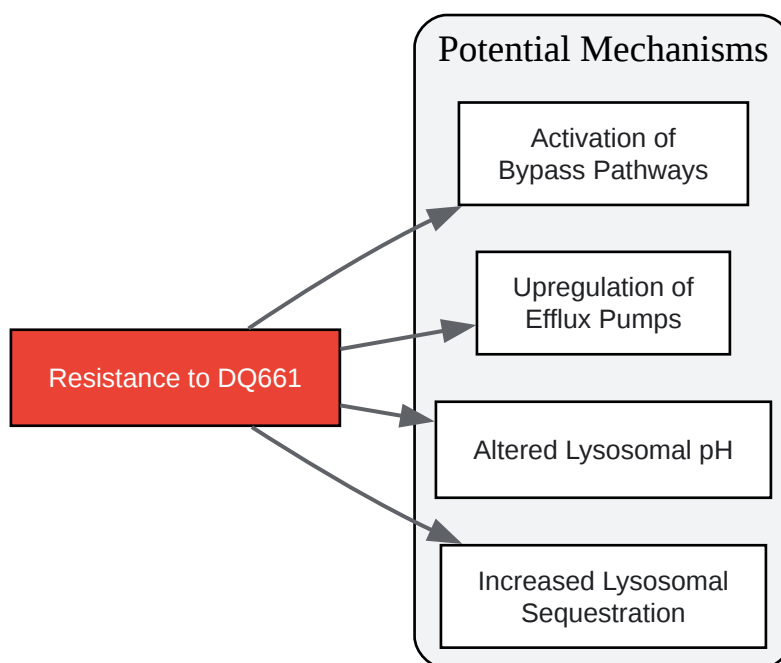 Potential Mechanisms
Activation of
Bypass Pathways
Upregulation of
Efflux Pumps
Resistance to DQ661
Altered Lysosomal pH
Increased Lysosomal
Sequestration